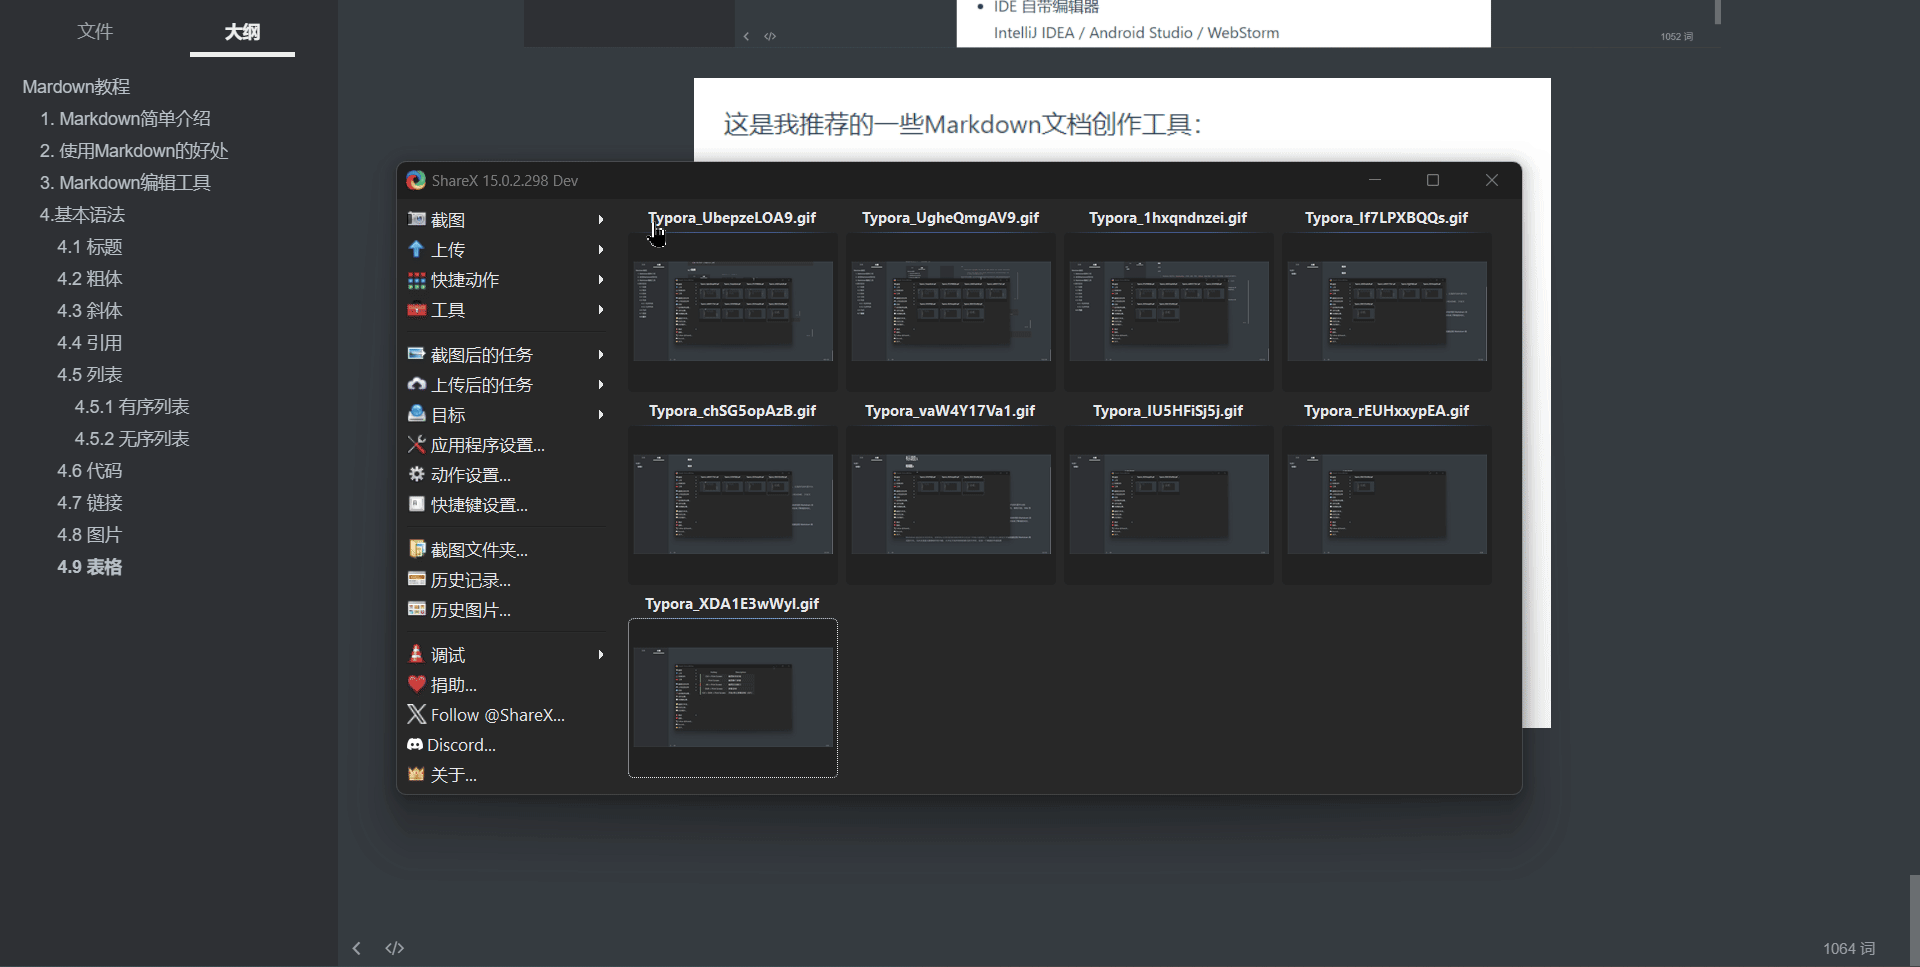 文件
大纲
Mardown教程
1. Markdown简单介绍
2. 使用Markdown的好处
3. Markdown编辑工具
4.基本语法
4.1 标题
4.2 粗体
4.3 斜体
4.4 引用
4.5 列表
4.5.1 有序列表
4.5.2 无序列表
4.6 代码
4.7 链接
4.8 图片
4.9 表格
IDE 自带编辑器
IntelliJ IDEA / Android Studio / WebStorm
1052 词
这是我推荐的一些Markdown文档创作工具：
ShareX 15.0.2.298 Dev
截图
上传
快捷动作
工具
截图后的任务
上传后的任务
目标
应用程序设置...
动作设置...
快捷键设置...
截图文件夹...
历史记录...
历史图片...
调试
捐助...
Follow @ShareX...
Discord...
关于...
Typora_UbepzeLOA9.gif
Typora_UgheQmgAV9.gif
Typora_1hxqndnzei.gif
Typora_If7LPXBQQs.gif
Typora_chSG5opAzB.gif
Typora_vaW4Y17Va1.gif
Typora_IU5HFiSj5j.gif
Typora_rEUHxxypEA.gif
Typora_XDA1E3wWyI.gif
1064 词